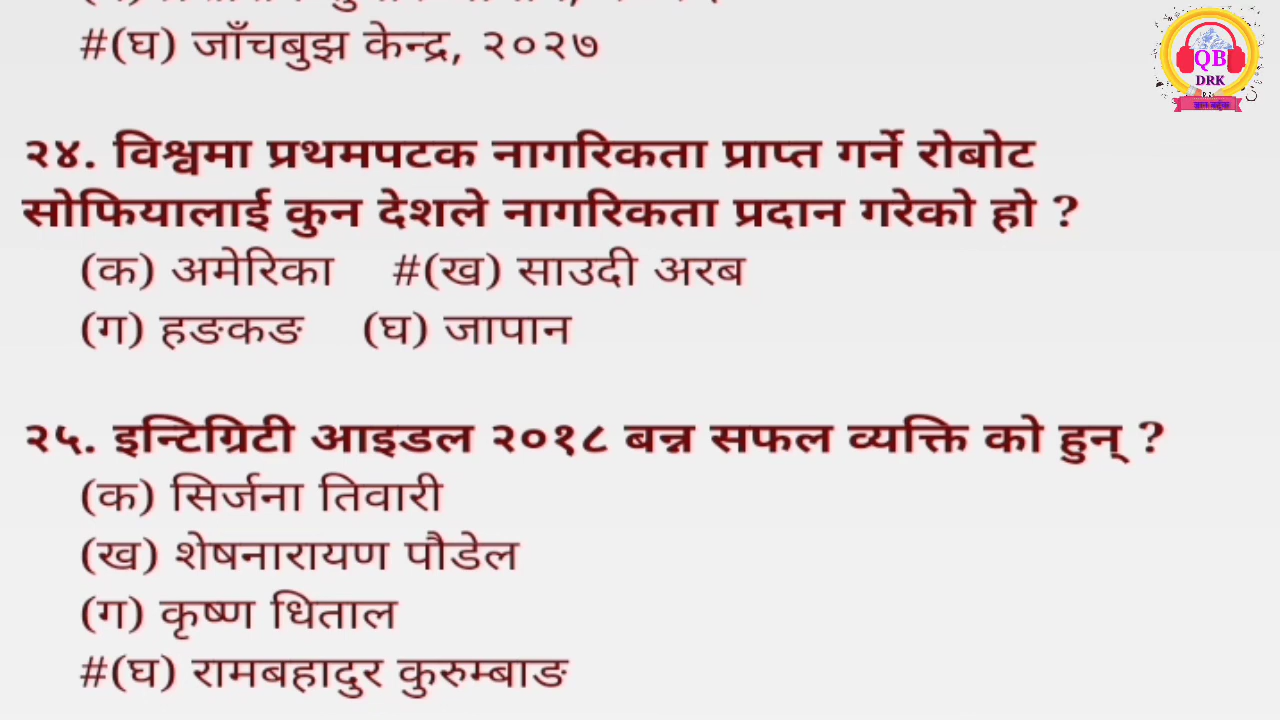 #(घ) जाँचबुझ केन्द्र, २०२७
QB
DRK
२४. विश्वमा प्रथमपटक नागरिकता प्राप्त गर्ने रोबोट
सोफियालाई कुन देशले नागरिकता प्रदान गरेको हो ?
(क) अमेरिका #(ख) साउदी अरब
(ग) हङकङ (घ) जापान
२५. इन्टिग्रिटी आइडल २०१८ बन्न सफल व्यक्ति को हुन् ?
(क) सिर्जना तिवारी
(ख) शेषनारायण पौडेल
(ग) कृष्ण धिताल
#(घ) रामबहादुर कुरुम्बाङ